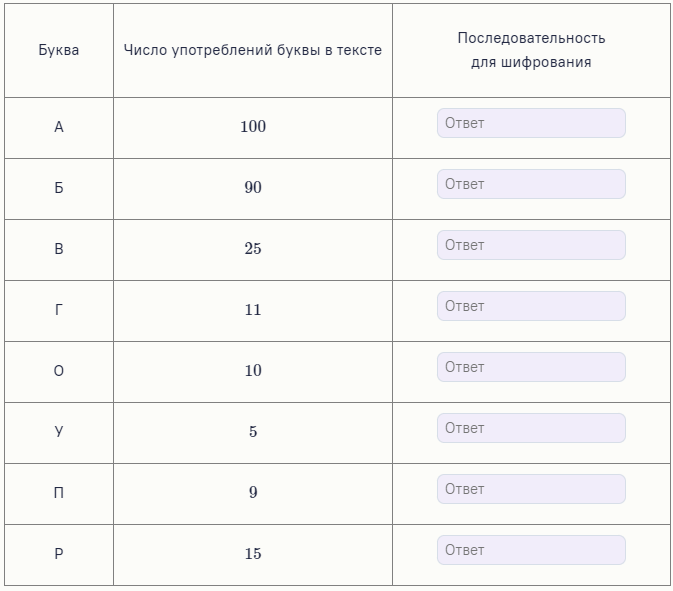 Буква Число употреблений буквы в тексте Последовательность
для шифрования
А 100 Ответ
Б 90 Ответ
В 25 Ответ
Г 11 Ответ
О 10 Ответ
У 5 Ответ
П 9 Ответ
Р 15 Ответ